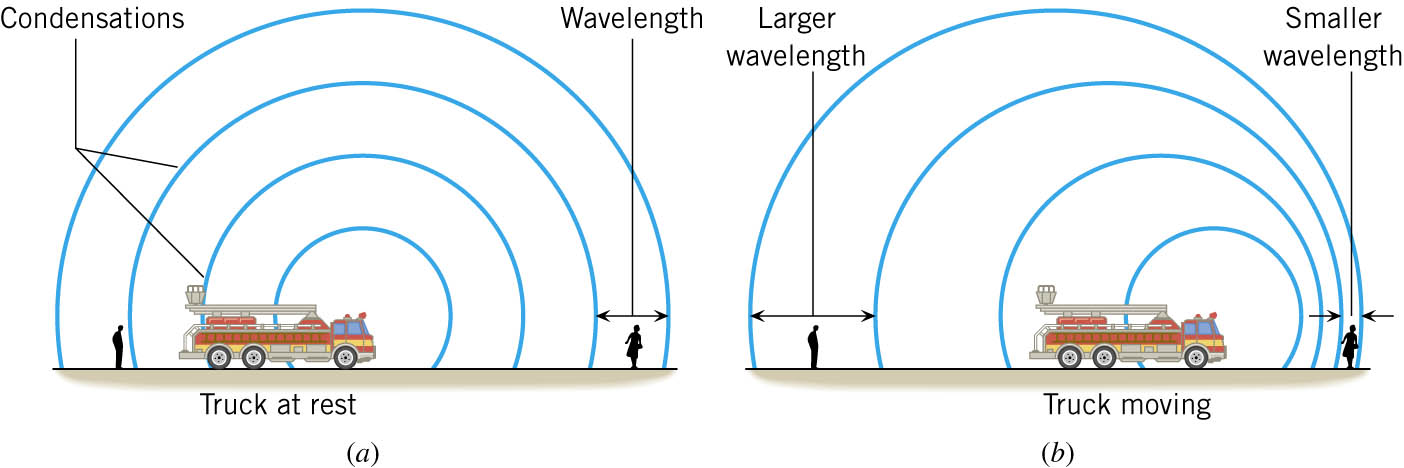 Condensations
Wavelength
Larger
wavelength
Smaller
wavelength
Truck at rest
Truck moving
(a)
(b)